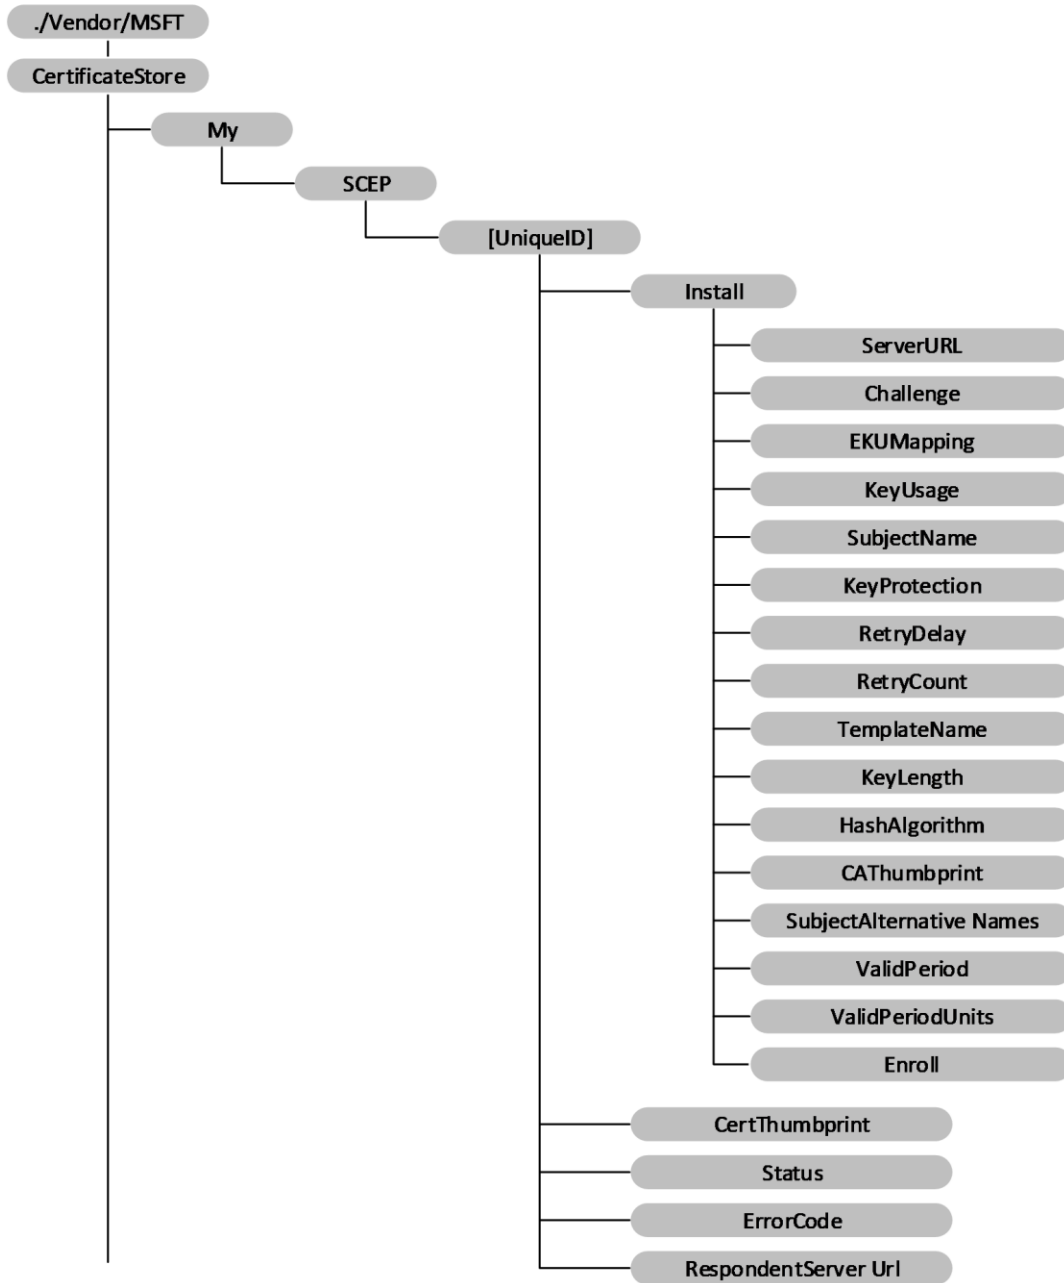 ./Vendor/MSFT
CertificateStore
My
SCEP
[UniqueID]
Install
ServerURL
Challenge
EKUMapping
KeyUsage
SubjectName
KeyProtection
RetryDelay
RetryCount
TemplateName
KeyLength
HashAlgorithm
CAThumbprint
SubjectAlternative Names
ValidPeriod
ValidPeriodUnits
Enroll
CertThumbprint
Status
ErrorCode
RespondentServer Url